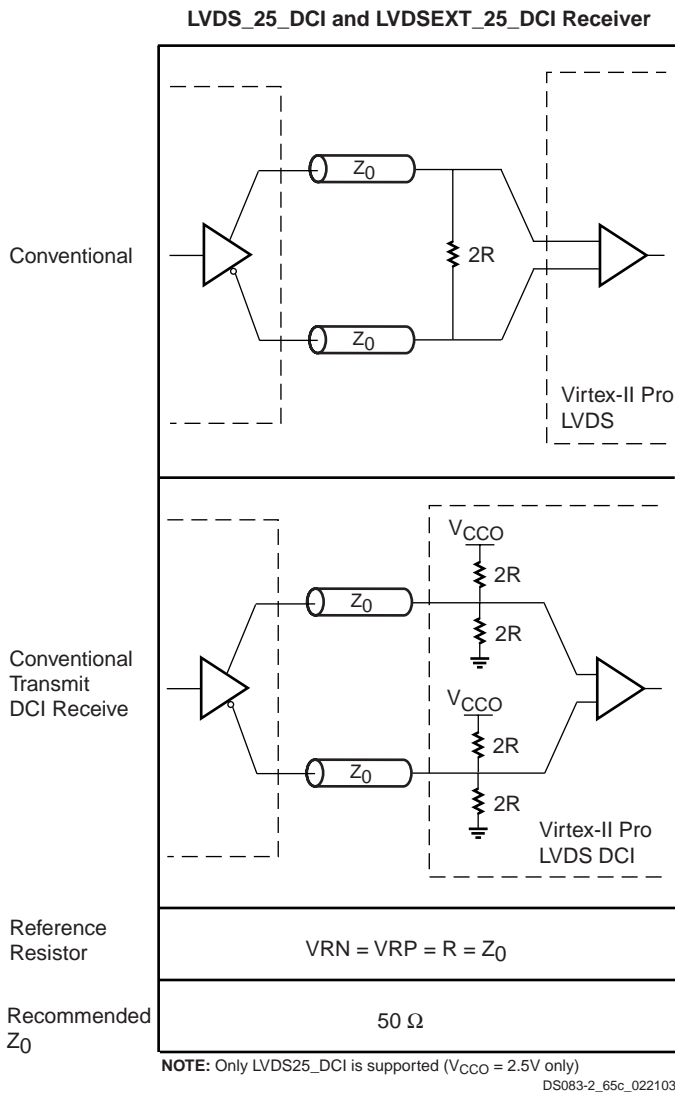 LVDS_25_DCI and LVDSEXT_25_DCI Receiver
Conventional
Z0
2R
Z0
Virtex-II Pro
LVDS
Conventional
Transmit
DCI Receive
VCCO
2R
Z0
2R
VCCO
2R
Z0
2R
Virtex-II Pro
LVDS DCI
Reference
Resistor
VRN = VRP = R = Z0
Recommended
Z0
50 Ω
NOTE: Only LVDS25_DCI is supported (VCCO = 2.5V only)
DS083-2_65c_022103